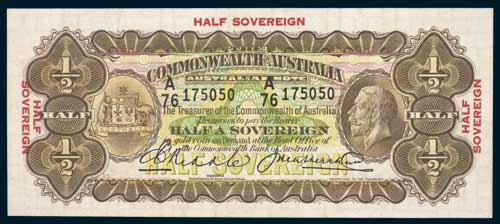 HALF SOVEREIGN
COMMONWEALTH OF AUSTRALIA
AUSTRALIAN NOTE
A 76 175050 A 76 175050
The Treasurer of the Commonwealth of Australia
Promises to pay the Bearer
HALF A SOVEREIGN
gold coin on Demand at the Head Office of
the Commonwealth Bank of Australia
HALF SOVEREIGN
1/2
1/2
HALF
HALF
1/2
1/2
HALF SOVEREIGN
HALF SOVEREIGN
HALF SOVEREIGN